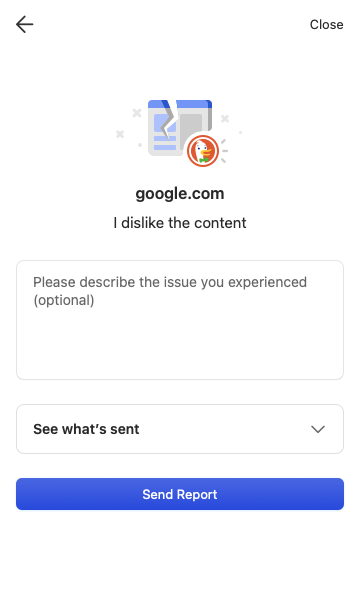 Close
google.com
I dislike the content
Please describe the issue you experienced
(optional)
See what’s sent
Send Report